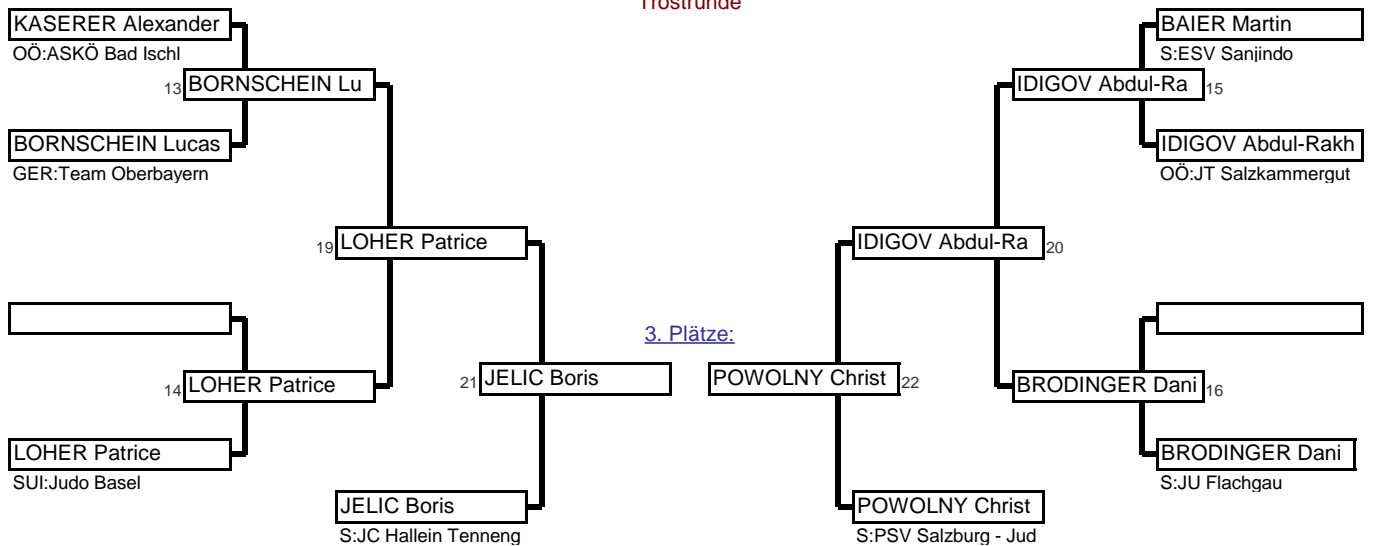 Trostrunde
KASERER Alexander
OÖ:ASKÖ Bad Ischl
13 BORNSCHEIN Lu
BORNSCHEIN Lucas
GER:Team Oberbayern
19 LOHER Patrice
14 LOHER Patrice
LOHER Patrice
SUI:Judo Basel
21 JELIC Boris
JELIC Boris
S:JC Hallein Tenneng
3. Plätze:
BAIER Martin
S:ESV Sanjindo
IDIGOV Abdul-Ra 15
IDIGOV Abdul-Rakh
OÖ:JT Salzkammergut
IDIGOV Abdul-Ra 20
BRODINGER Dani 16
BRODINGER Dani
S:JU Flachgau
POWOLNY Christ 22
POWOLNY Christ
S:PSV Salzburg - Jud